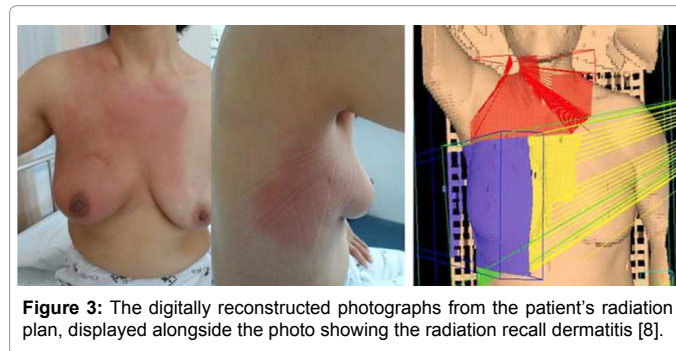 Figure 3: The digitally reconstructed photographs from the patient's radiation
plan, displayed alongside the photo showing the radiation recall dermatitis [8].